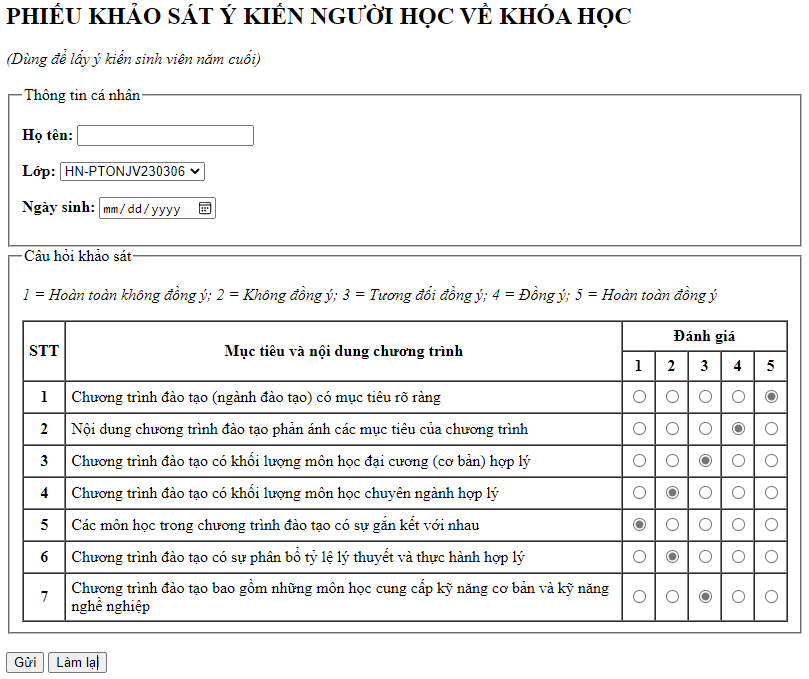 PHIẾU KHẢO SÁT Ý KIẾN NGƯỜI HỌC VỀ KHÓA HỌC
(Dùng để lấy ý kiến sinh viên năm cuối)
Thông tin cá nhân
Họ tên:
Lớp: HN-PTONJV230306
Ngày sinh: mm/dd/yyyy
Câu hỏi khảo sát
1 = Hoàn toàn không đồng ý; 2 = Không đồng ý; 3 = Tương đối đồng ý; 4 = Đồng ý; 5 = Hoàn toàn đồng ý
STT Mục tiêu và nội dung chương trình Đánh giá
1 2 3 4 5
1 Chương trình đào tạo (ngành đào tạo) có mục tiêu rõ ràng
2 Nội dung chương trình đào tạo phản ánh các mục tiêu của chương trình
3 Chương trình đào tạo có khối lượng môn học đại cương (cơ bản) hợp lý
4 Chương trình đào tạo có khối lượng môn học chuyên ngành hợp lý
5 Các môn học trong chương trình đào tạo có sự gắn kết với nhau
6 Chương trình đào tạo có sự phân bổ tỷ lệ lý thuyết và thực hành hợp lý
7 Chương trình đào tạo bao gồm những môn học cung cấp kỹ năng cơ bản và kỹ năng
nghề nghiệp
Gửi Làm lại